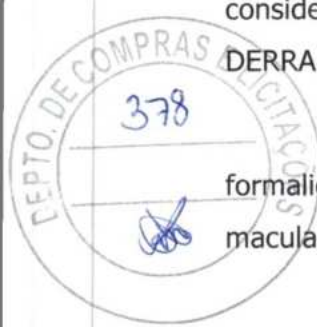 conside
DERRA
DEPTO. DE COMPRAS E LICITAÇÕES
378
formali
macula